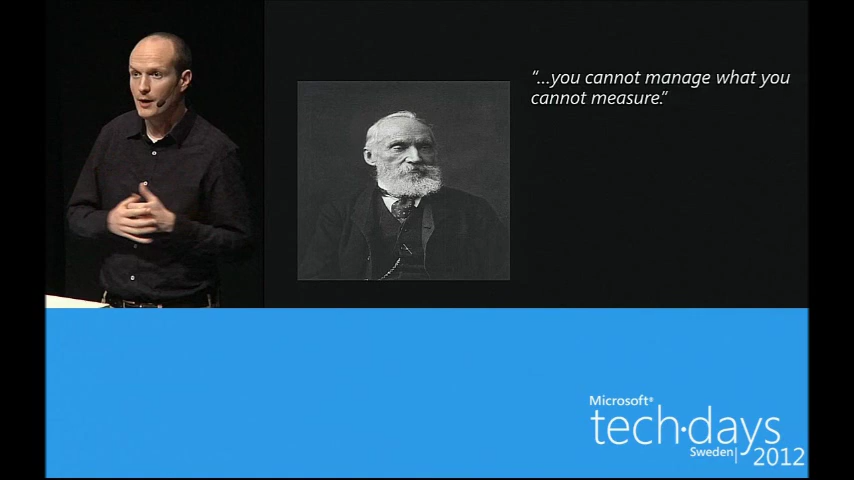 “...you cannot manage what you
cannot measure.”
Microsoft®
tech·days
Sweden|
2012